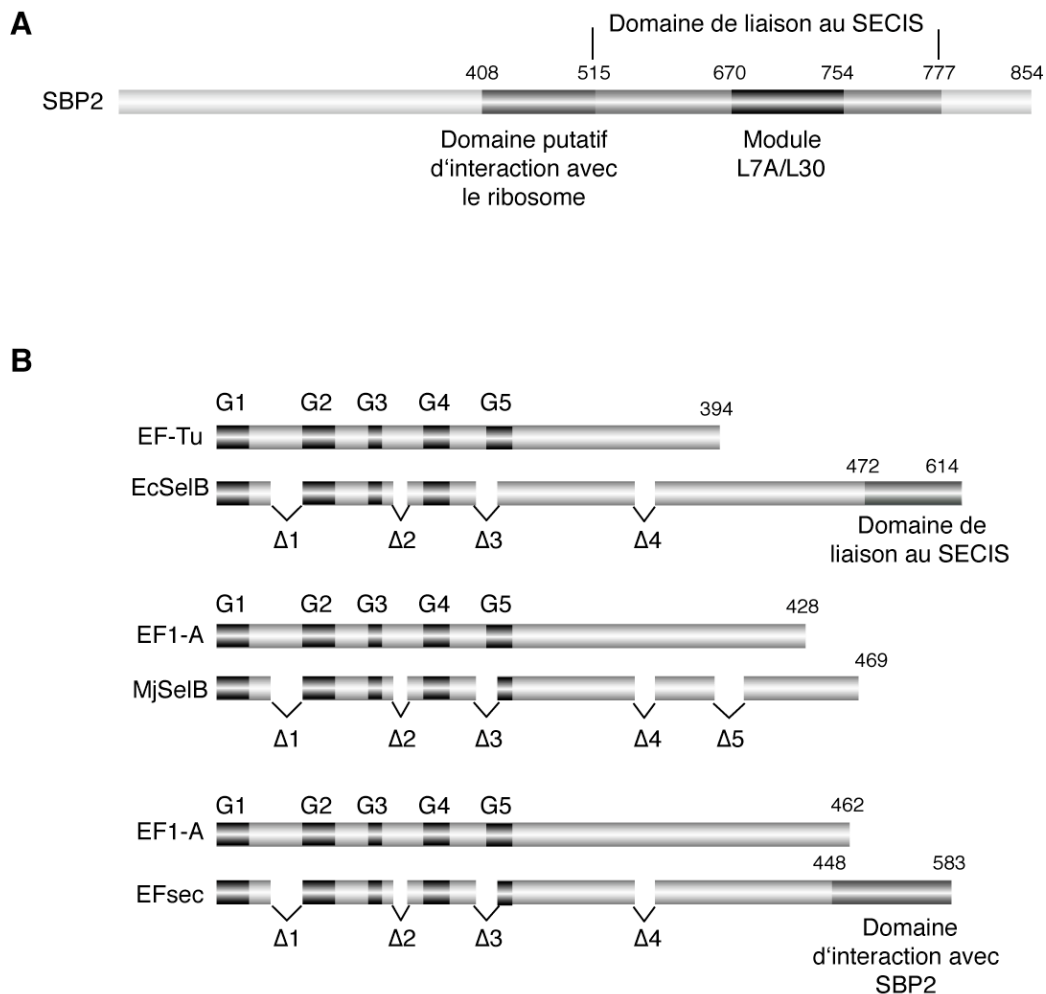 A
Domaine de liaison au SECIS
408 515 670 754 777 854
SBP2
Domaine putatif
d‘interaction avec
le ribosome
Module
L7A/L30
B
G1 G2 G3 G4 G5
394
EF-Tu
472 614
EcSelB
Δ1 Δ2 Δ3 Δ4
Domaine de
liaison au SECIS
G1 G2 G3 G4 G5
428
EF1-A
469
MjSelB
Δ1 Δ2 Δ3 Δ4 Δ5
G1 G2 G3 G4 G5
462
EF1-A
448 583
EFsec
Δ1 Δ2 Δ3 Δ4
Domaine
d‘interaction avec
SBP2